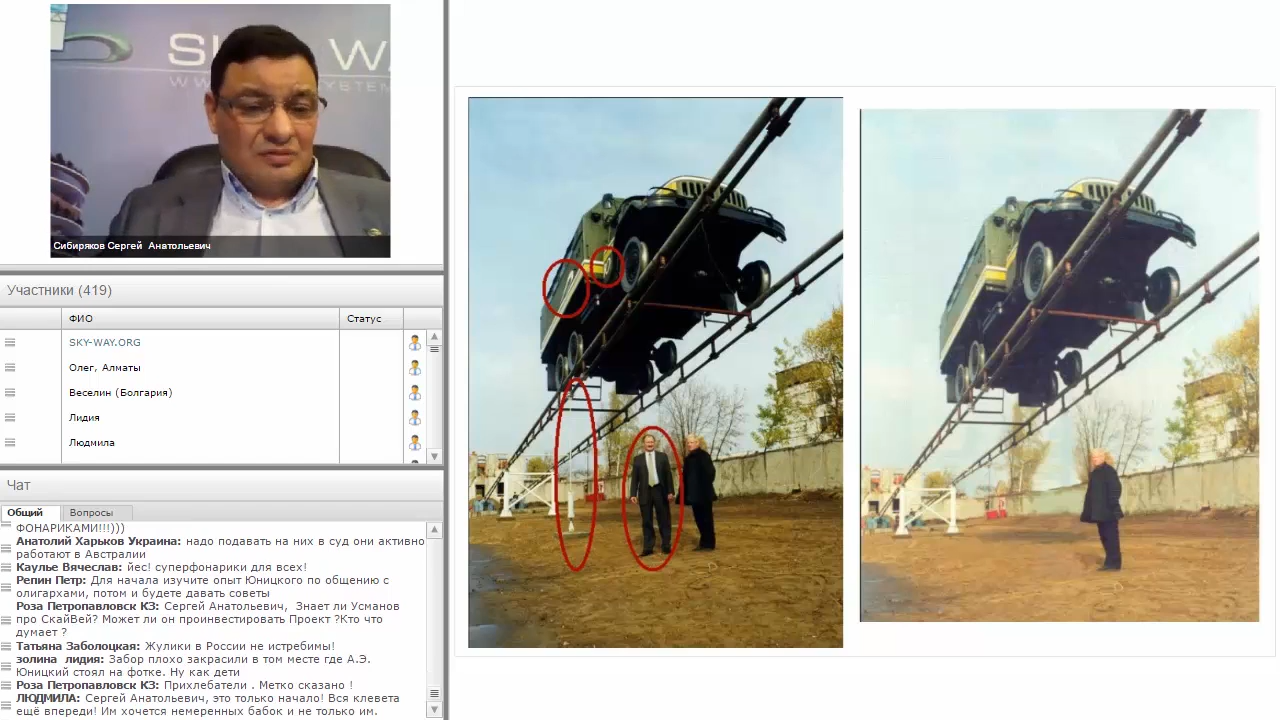 SKY WA
Сибиряков Сергей Анатольевич
Участники (419)
ФИО
Статус
SKY-WAY.ORG
Олег, Алматы
Веселин (Болгария)
Лидия
Людмила
Чат
Общий
Вопросы
ФОНАРИКАМИ!!!)))
Анатолий Харьков Украина: надо подавать на них в суд они активно
работают в Австралии
Каулье Вячеслав: йес! суперфонарики для всех!
Репин Петр: Для начала изучите опыт Юницкого по общению с
олигархами, потом и будете давать советы
Роза Петропавловск КЗ: Сергей Анатольевич, Знает ли Усманов
про СкайВей? Может ли он проинвестировать Проект ?Кто что
думает ?
Татьяна Заболоцкая: Жулики в России не истребимы!
золина лидия: Забор плохо закрасили в том месте где А.Э.
Юницкий стоял на фотке. Ну как дети
Роза Петропавловск КЗ: Прихлебатели . Метко сказано !
ЛЮДМИЛА: Сергей Анатольевич, это только начало! Вся клевета
ещё впереди! Им хочется немеренных бабок и не только им.